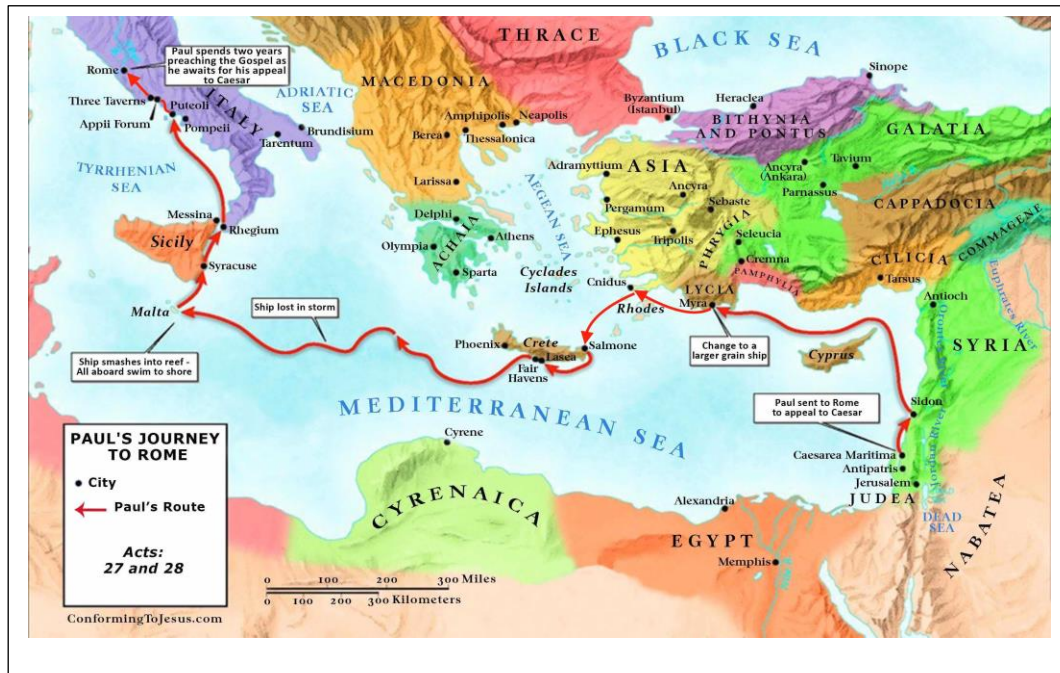 THRACE
BLACK SEA
Paul spends two years
preaching the Gospel as
he awaits for his appeal
to Caesar
Rome
Sinope
MACEDONIA
Three Taverns
Appii Forum
Puteoli
Pompeii
ITALY
ADRIATIC
SEA
Brundisium
Tarentum
Amphipolis
Neapolis
Berea
Thessalonica
Byzantium
(Istanbul)
Heraclea
BITHYNIA
AND PONTUS
GALATIA
TYRRHENIAN
SEA
Larissa
Adramyttium
ASIA
Ancyra
(Ankara)
Tavium
Parnassus
Ancyra
Pergamum
Sebaste
CAPPADOCIA
COMMAGENE
Messina
Rhegium
Sicily
Syracuse
Delphi
ACHAIA
Olympia
Athens
Sparta
AEGEAN SEA
Ephesus
Tripolis
PHRYGIA
Seleucia
Cremna
PAMPHYLIA
CILICIA
Tarsus
Euphrates River
Cyclades
Islands
Cnidus
Rhodes
LYCIA
Myra
Antioch
Orontes River
SYRIA
Malta
Ship lost in storm
Ship smashes into reef -
All aboard swim to shore
Phoenix
Crete
Salmone
Lasea
Fair
Havens
Change to a
larger grain ship
Cyprus
MEDITERRANEAN SEA
Paul sent to Rome
to appeal to Caesar
Sidon
Caesarea Maritima
Antipatris
Jerusalem
JUDEA
Jordan River
DEAD
SEA
NABATEA
Cyrene
CYRENAICA
Alexandria
EGYPT
Memphis
PAUL'S JOURNEY
TO ROME
City
Paul's Route
Acts:
27 and 28
0 100 200 300 Miles
0 100 200 300 Kilometers
ConformingToJesus.com